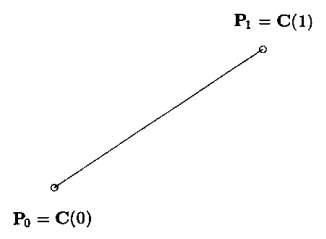 P₁ = C(1)
P₀ = C(0)